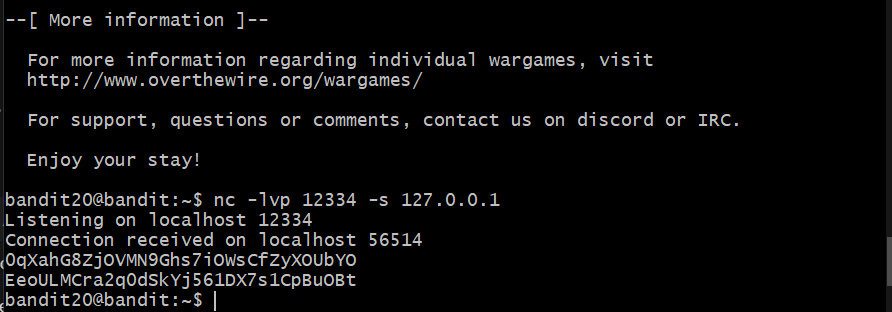 --[ More information ]--
For more information regarding individual wargames, visit
http://www.overthewire.org/wargames/
For support, questions or comments, contact us on discord or IRC.
Enjoy your stay!
bandit20@bandit:~$ nc -lvp 12334 -s 127.0.0.1
Listening on localhost 12334
Connection received on localhost 56514
0qXahG8ZjOVMN9Ghs7iOWsCfZyXOUbYO
EeoULMCra2q0dSkYj561DX7s1CpBuOBt
bandit20@bandit:~$